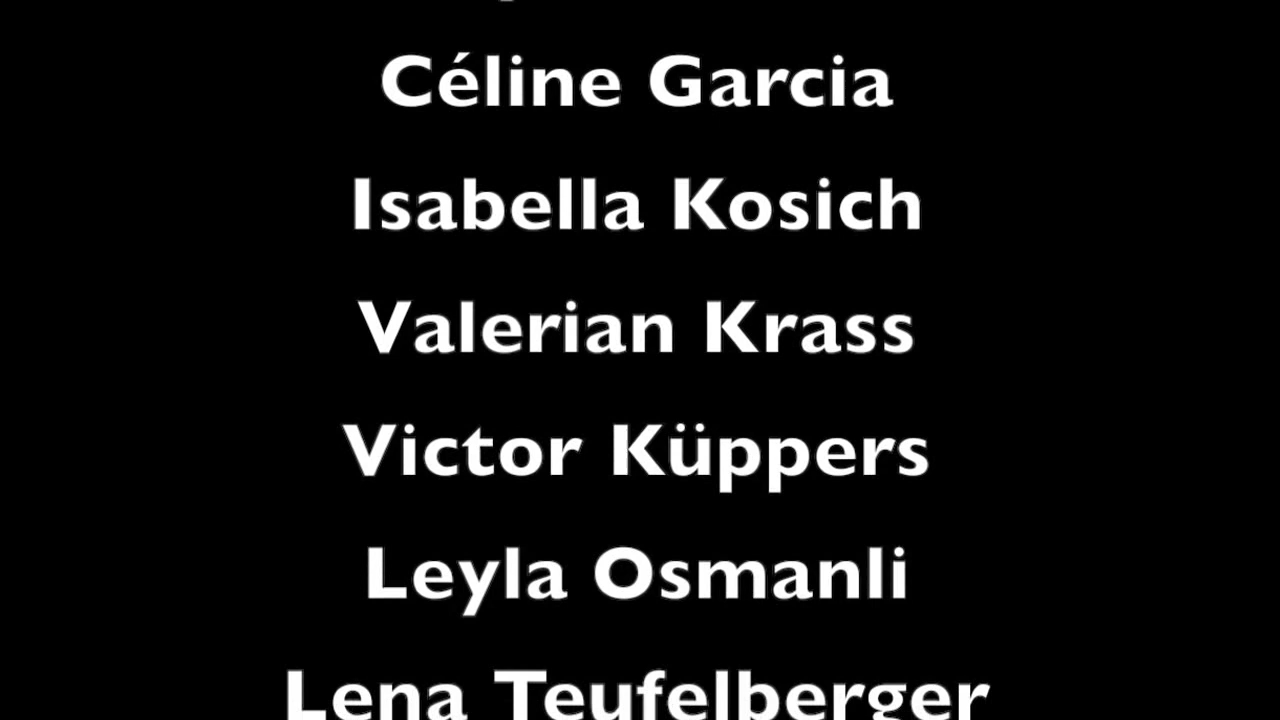 Céline Garcia
Isabella Kosich
Valerian Krass
Victor Küppers
Leyla Osmanli
Lena Teufelberger